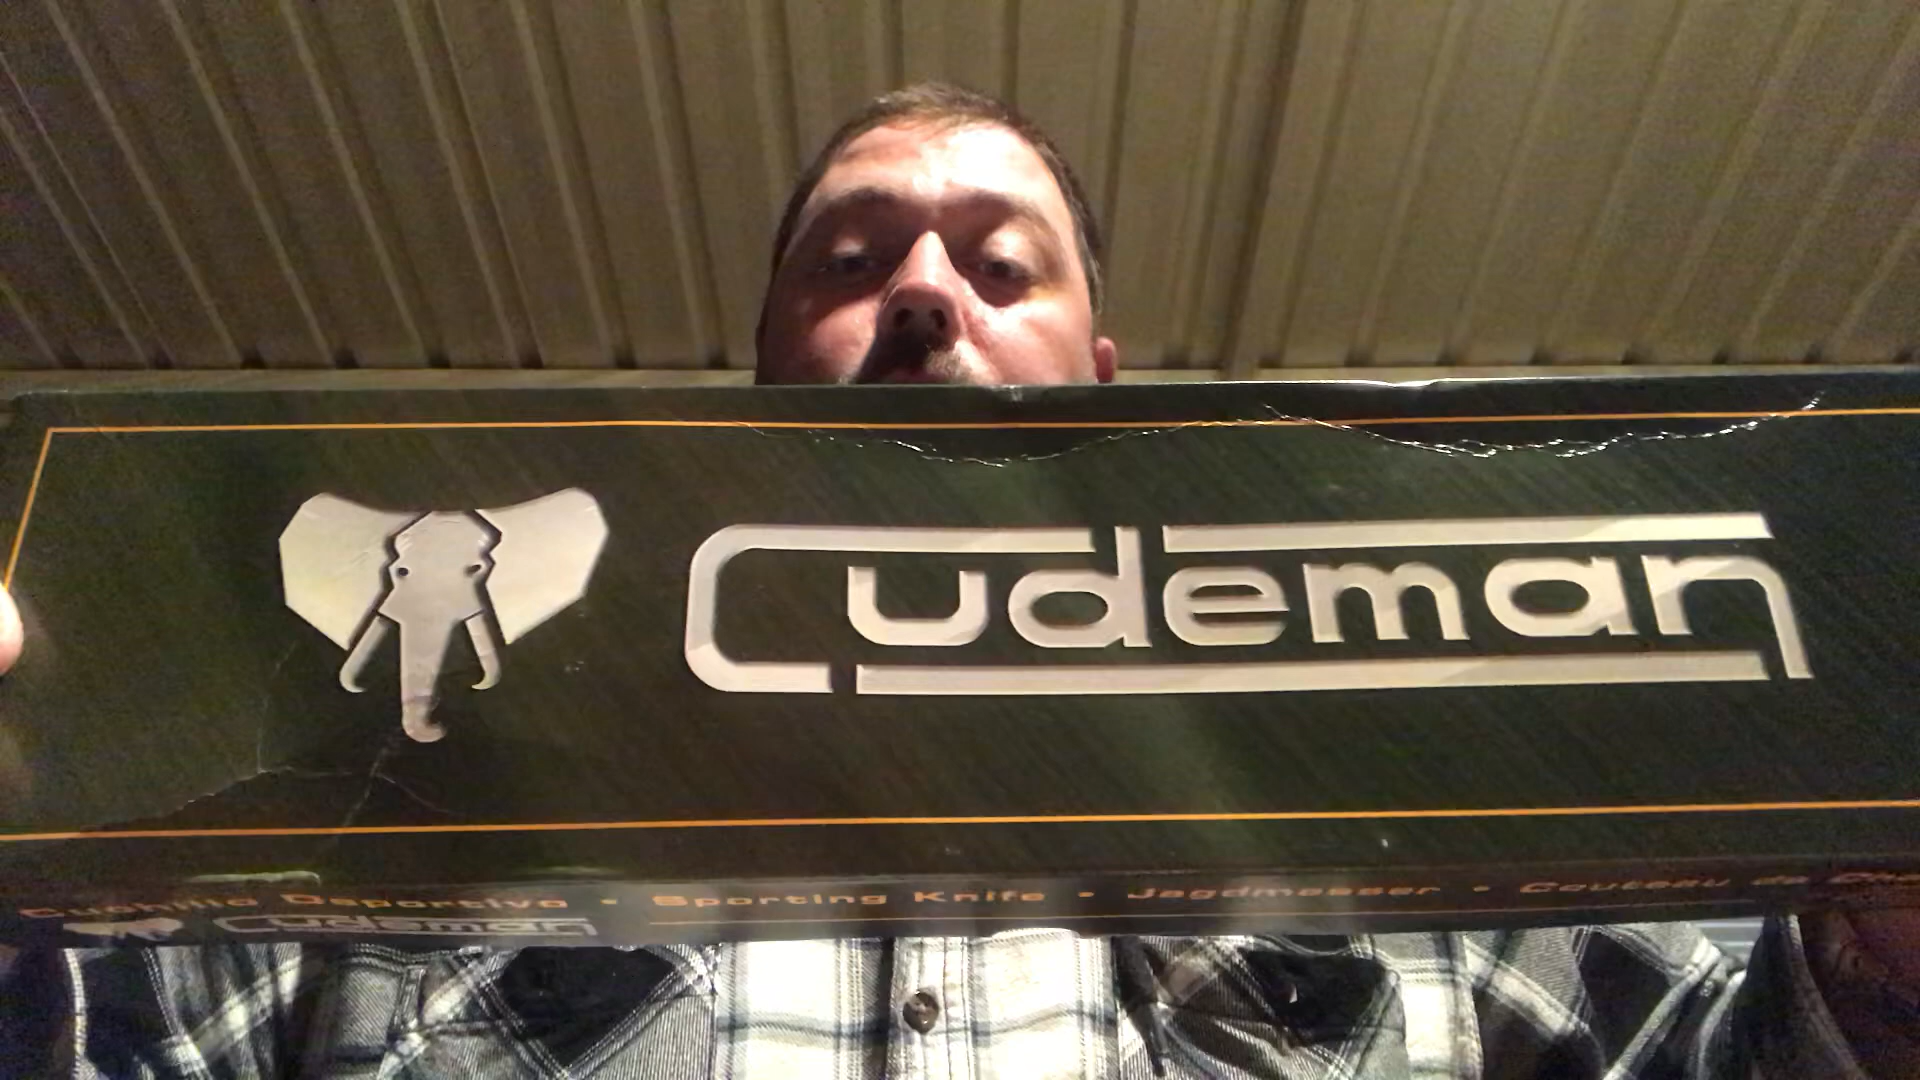 Cudeman
Cuchillo Deportivo • Sporting Knife • Jagdmesser • Couteau de
Cudeman